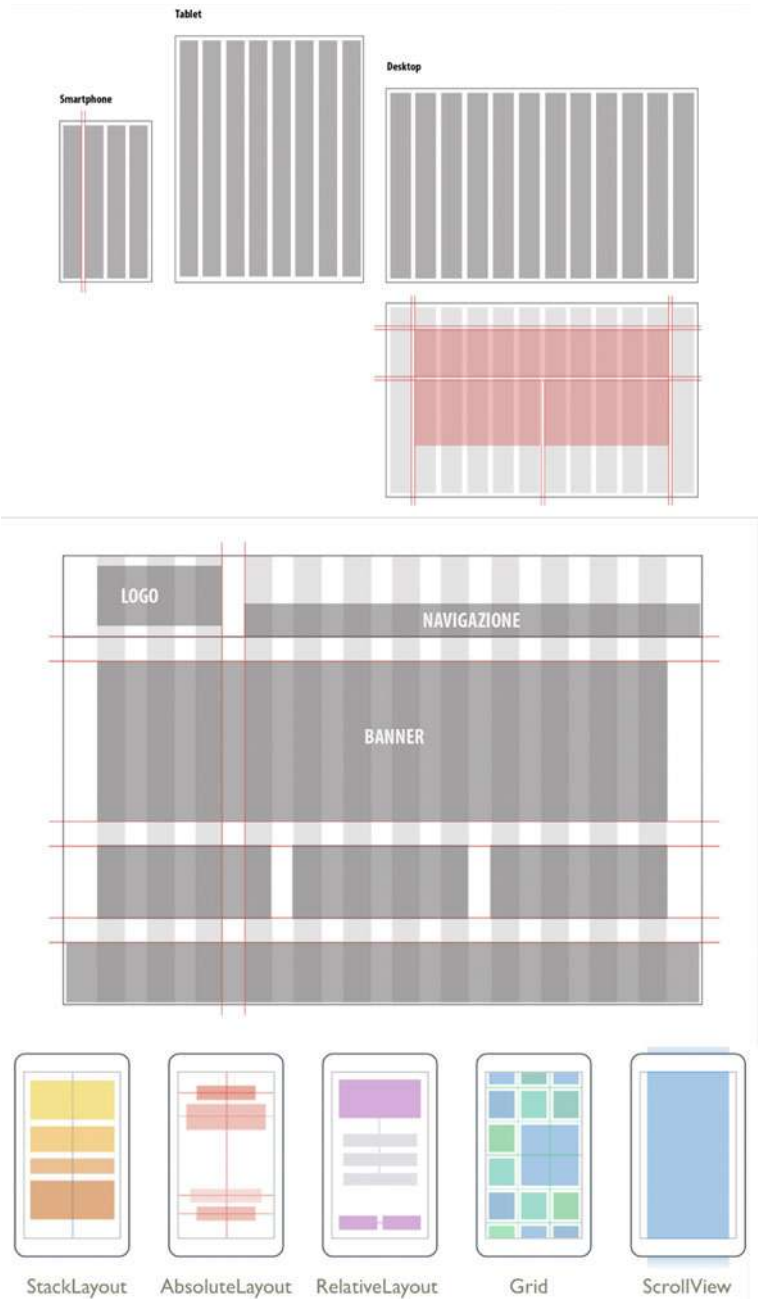 Tablet
Desktop
Smartphone
LOGO
NAVIGAZIONE
BANNER
StackLayout AbsoluteLayout RelativeLayout Grid ScrollView